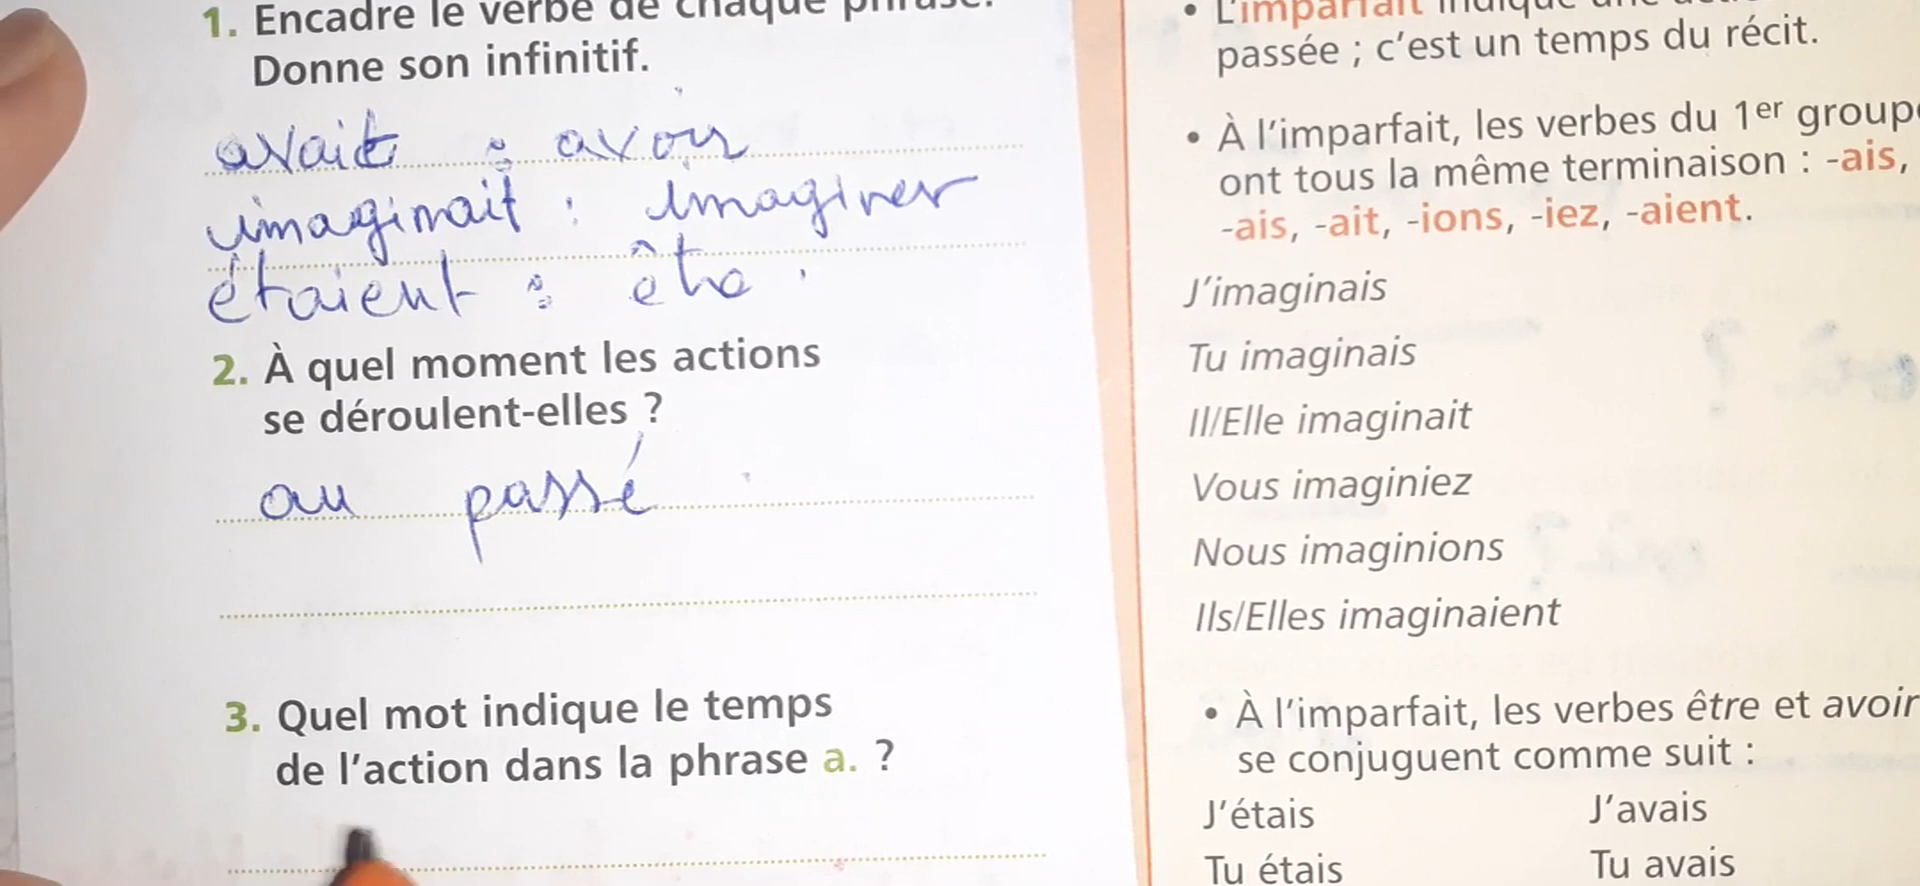 1. Encadre le verbe de chaque phrase.
Donne son infinitif.
avait : avoir
imaginait : imaginer
étaient : être.
2. À quel moment les actions
se déroulent-elles ?
au passé
3. Quel mot indique le temps
de l'action dans la phrase a. ?
• L'imparfait indique une
passée ; c'est un temps du récit.
• À l'imparfait, les verbes du 1er group
ont tous la même terminaison : -ais,
-ais, -ait, -ions, -iez, -aient.
J'imaginais
Tu imaginais
Il/Elle imaginait
Vous imaginiez
Nous imaginions
Ils/Elles imaginaient
• À l'imparfait, les verbes être et avoir
se conjuguent comme suit :
J'étais J'avais
Tu étais Tu avais